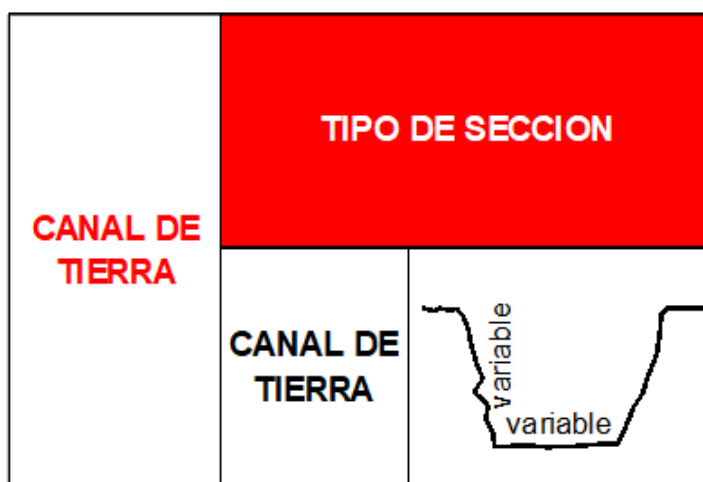 TIPO DE SECCION
CANAL DE
TIERRA
CANAL DE
TIERRA
variable
variable